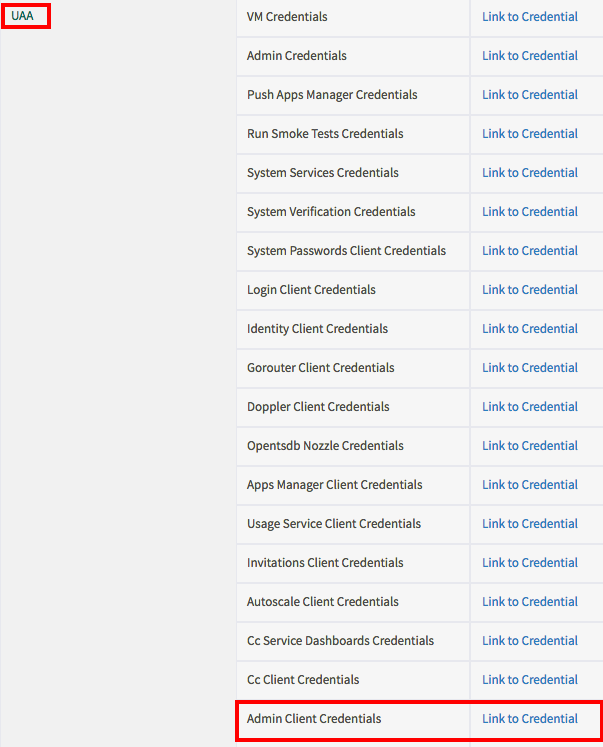 UAA VM Credentials Link to Credential
Admin Credentials Link to Credential
Push Apps Manager Credentials Link to Credential
Run Smoke Tests Credentials Link to Credential
System Services Credentials Link to Credential
System Verification Credentials Link to Credential
System Passwords Client Credentials Link to Credential
Login Client Credentials Link to Credential
Identity Client Credentials Link to Credential
Gorouter Client Credentials Link to Credential
Doppler Client Credentials Link to Credential
Opentsdb Nozzle Credentials Link to Credential
Apps Manager Client Credentials Link to Credential
Usage Service Client Credentials Link to Credential
Invitations Client Credentials Link to Credential
Autoscale Client Credentials Link to Credential
Cc Service Dashboards Credentials Link to Credential
Cc Client Credentials Link to Credential
Admin Client Credentials Link to Credential